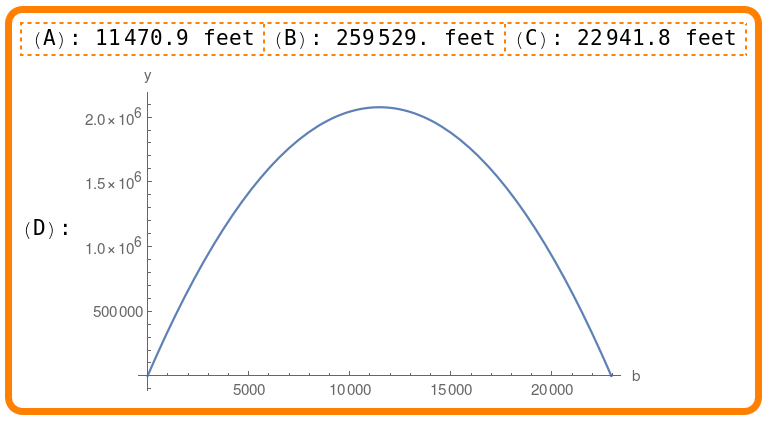 (A): 11470.9 feet (B): 259529. feet (C): 22941.8 feet
y
2.0×10⁶
1.5×10⁶
(D):
1.0×10⁶
500000
b
5000 10000 15000 20000